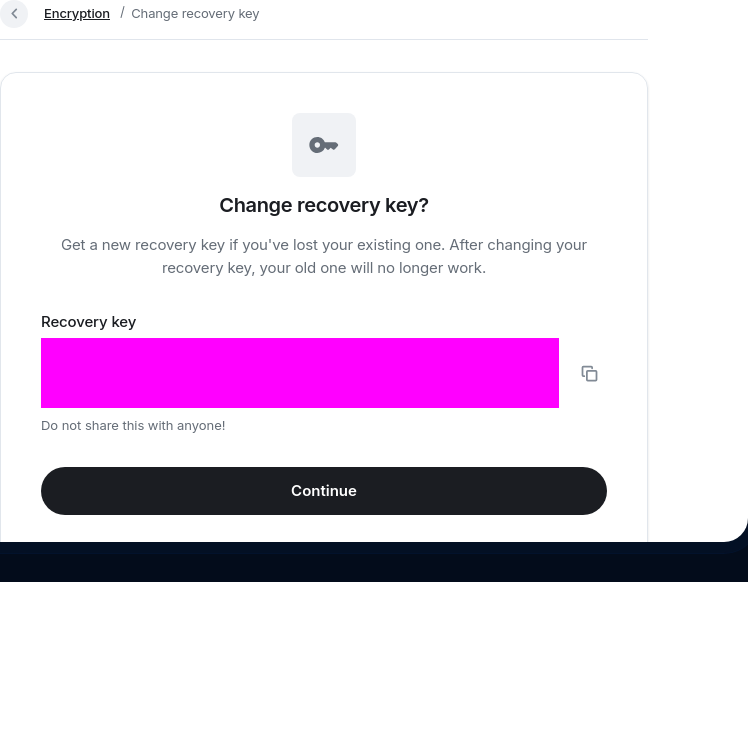 Encryption / Change recovery key
Change recovery key?
Get a new recovery key if you've lost your existing one. After changing your
recovery key, your old one will no longer work.
Recovery key
Do not share this with anyone!
Continue